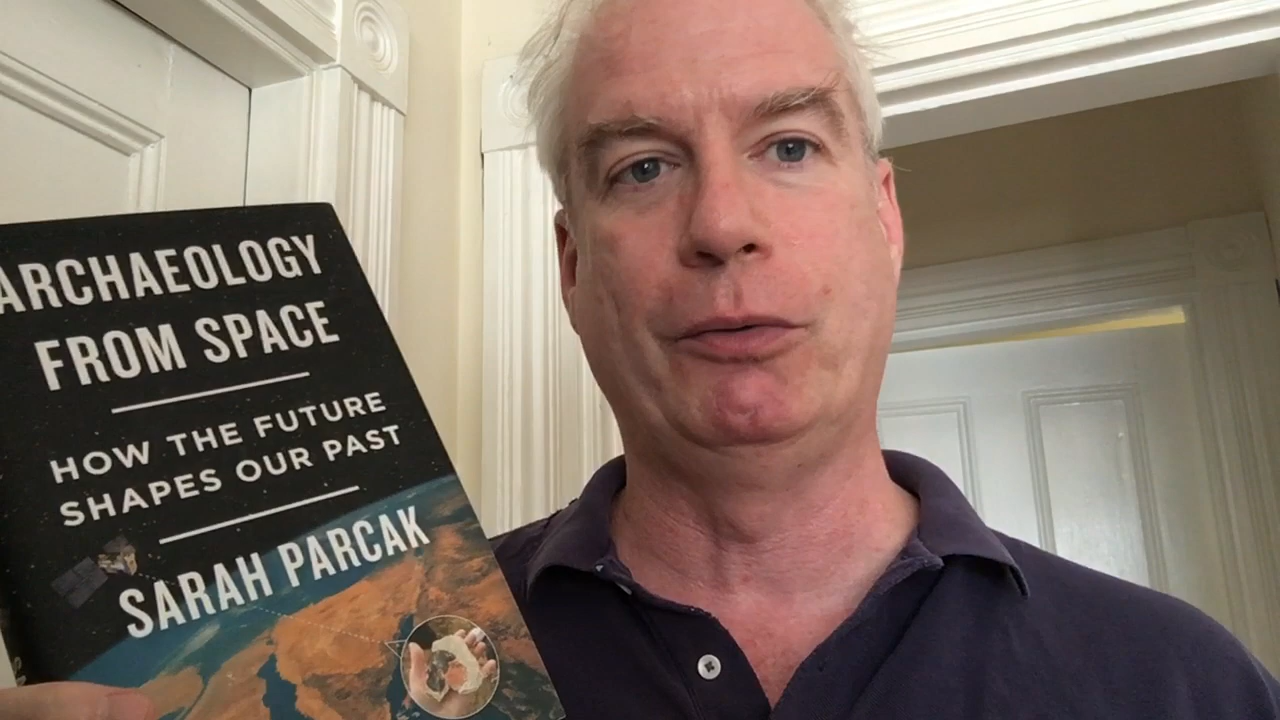 ARCHAEOLOGY
FROM SPACE
HOW THE FUTURE
SHAPES OUR PAST
SARAH PARCAK